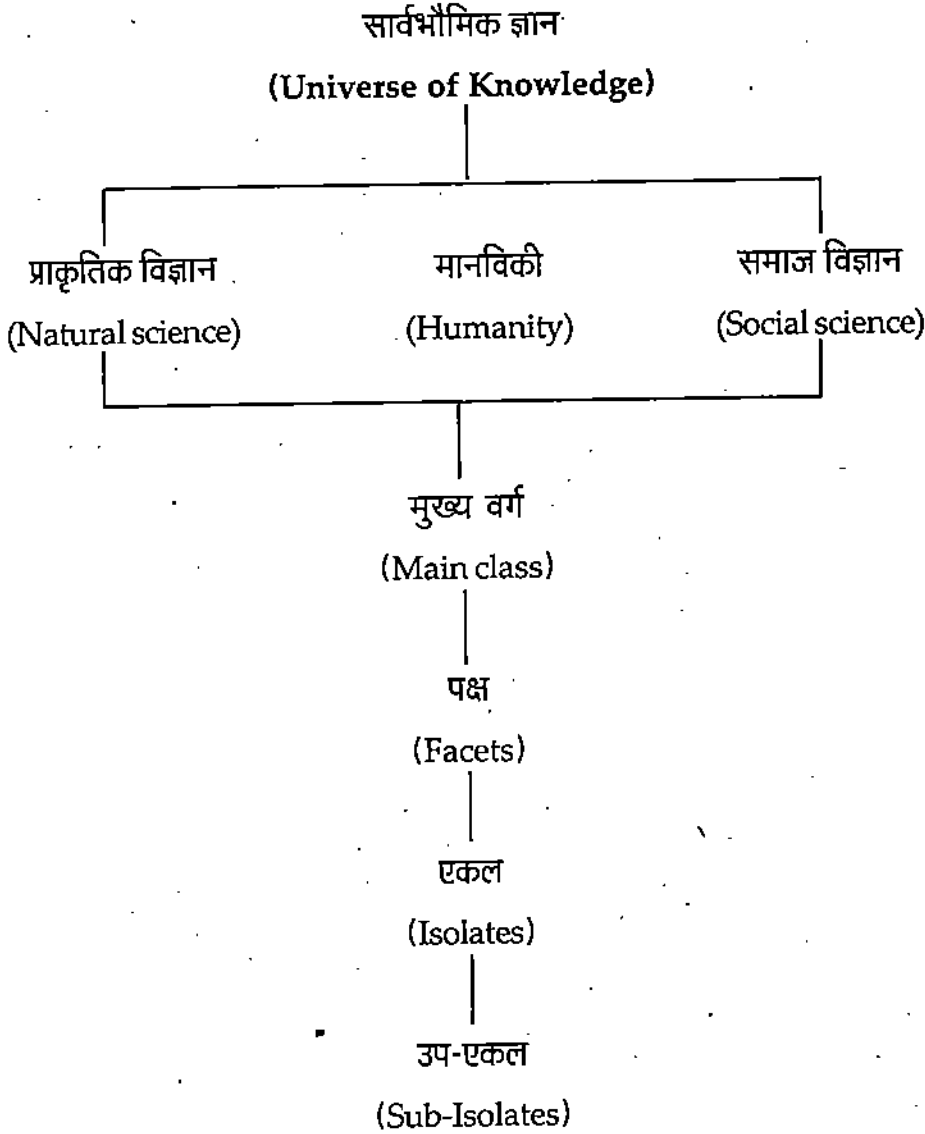 सार्वभौमिक ज्ञान
(Universe of Knowledge)
प्राकृतिक विज्ञान मानविकी समाज विज्ञान
(Natural science) (Humanity) (Social science)
मुख्य वर्ग
(Main class)
पक्ष
(Facets)
एकल
(Isolates)
उप-एकल
(Sub-Isolates)